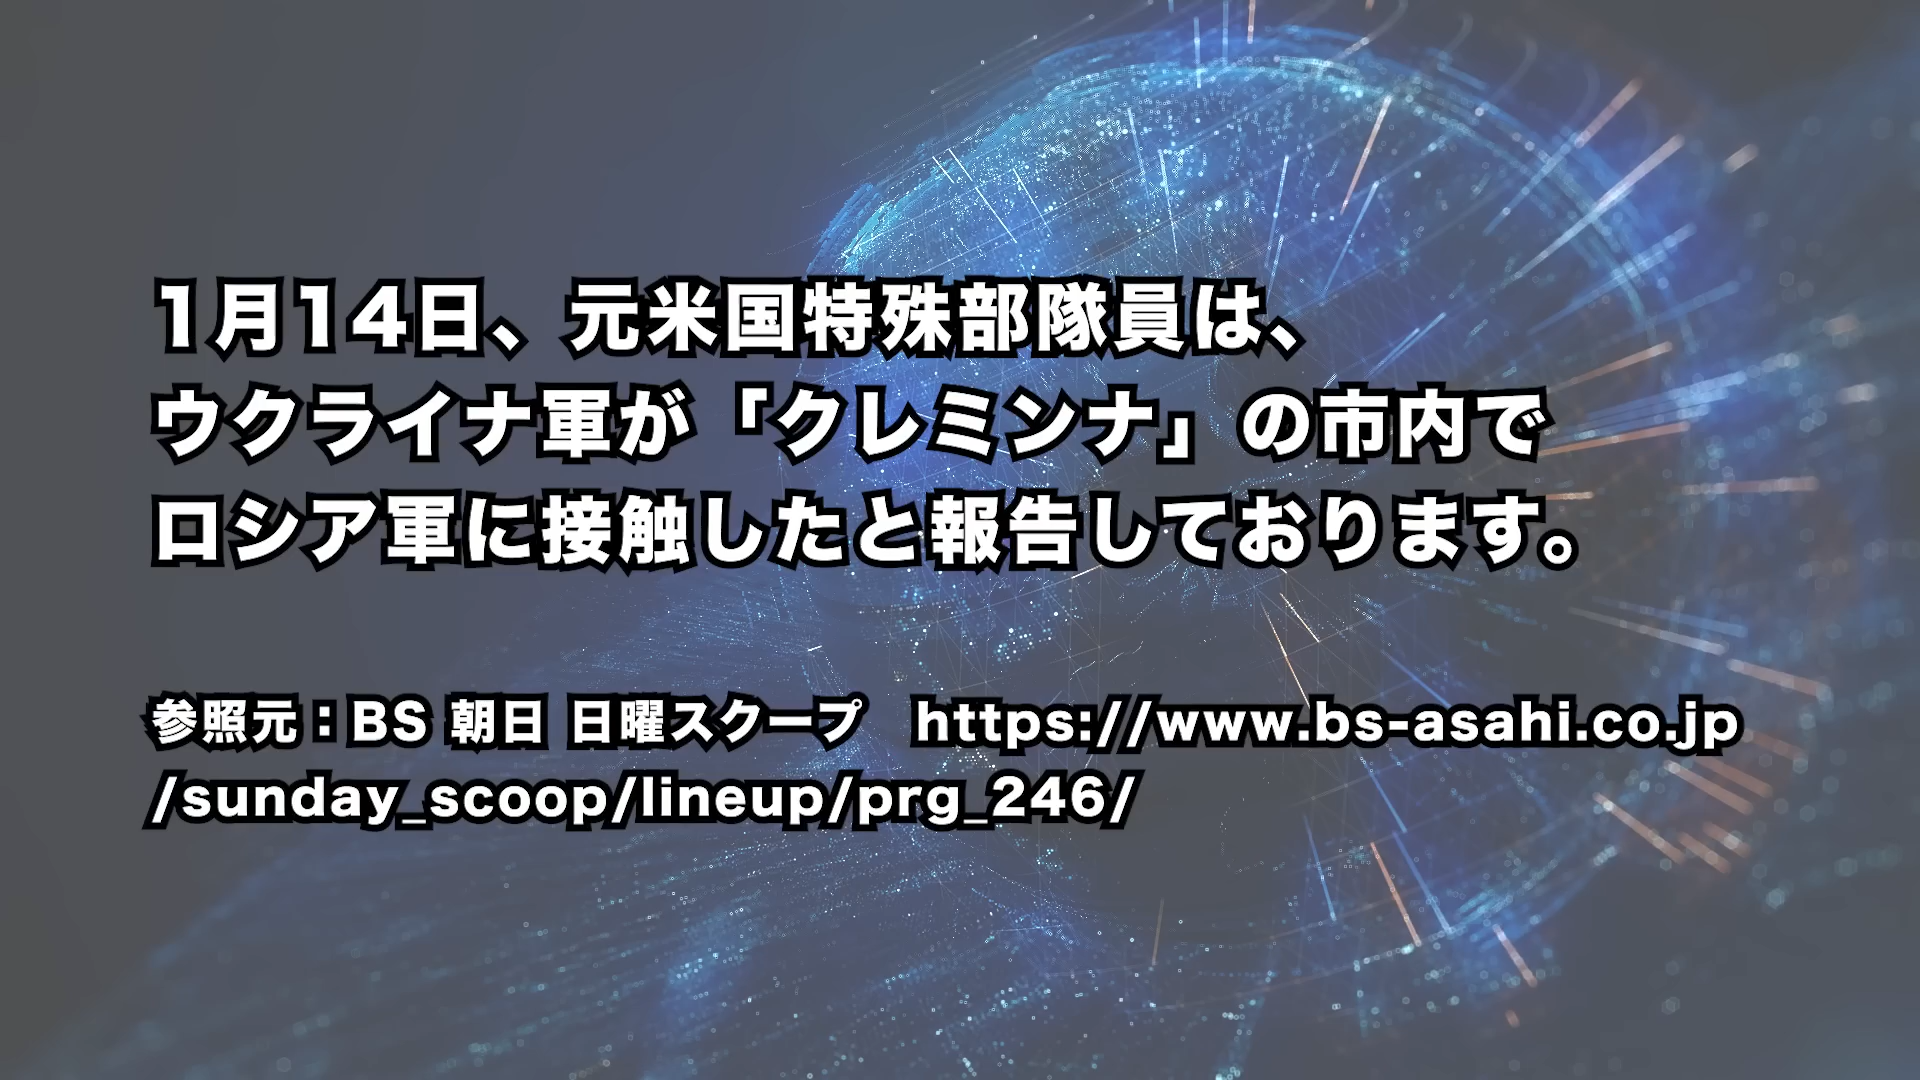 1月14日、元米国特殊部隊員は、
ウクライナ軍が「クレミンナ」の市内で
ロシア軍に接触したと報告しております。
参照元：BS 朝日 日曜スクープ　https://www.bs-asahi.co.jp
/sunday_scoop/lineup/prg_246/